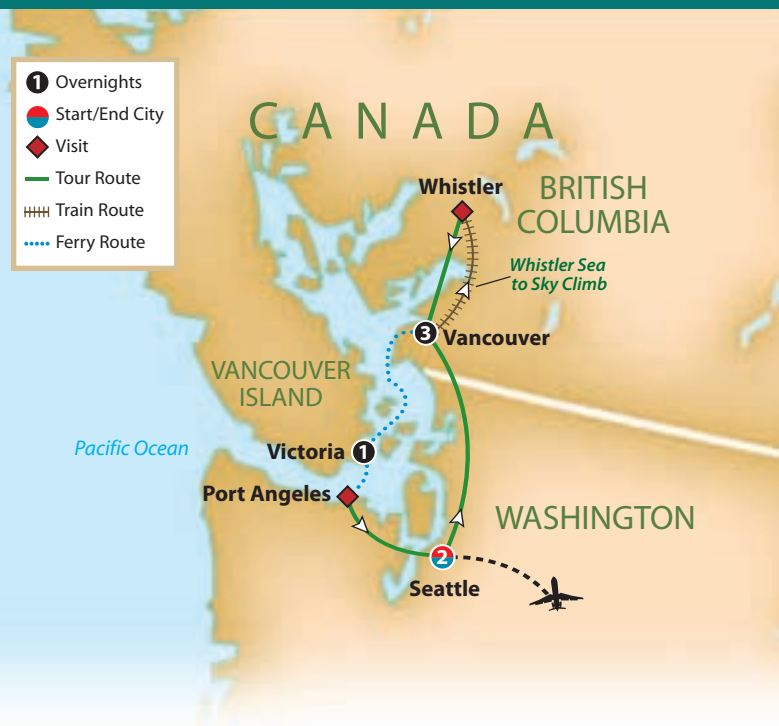 1 Overnights
Start/End City
Visit
Tour Route
Train Route
Ferry Route
CANADA
Whistler
BRITISH
COLUMBIA
Whistler Sea
to Sky Climb
3 Vancouver
VANCOUVER
ISLAND
Pacific Ocean
Victoria 1
Port Angeles
WASHINGTON
2
Seattle